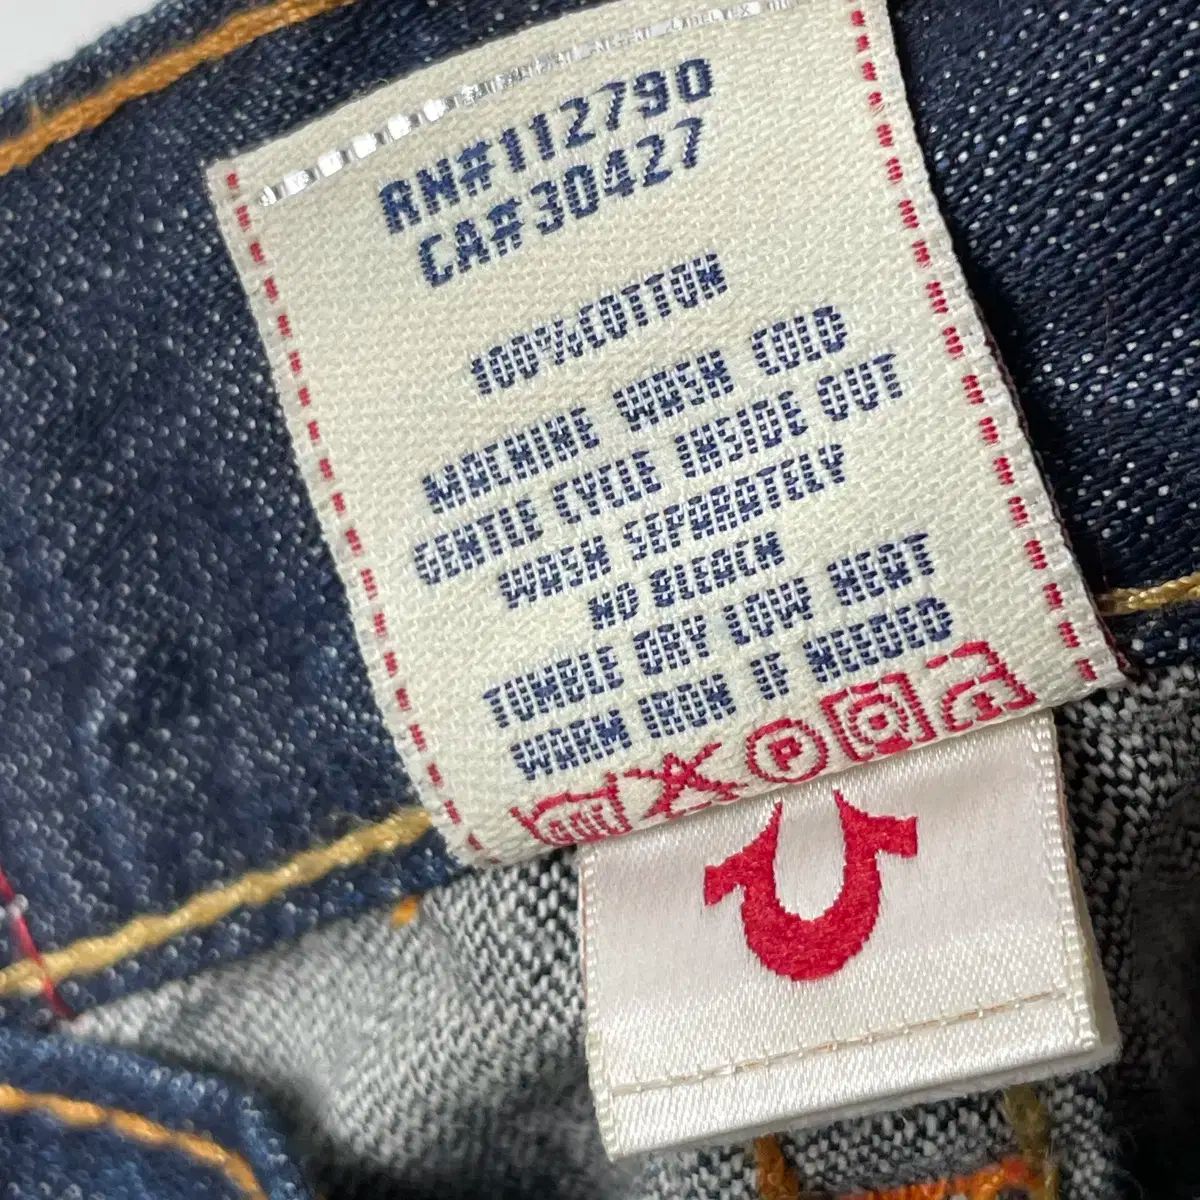 RN#112790
CA#30427
100%COTTON
MACHINE WASH COLD
GENTLE CYCLE INSIDE OUT
WASH SEPARATELY
NO BLEACH
TUMBLE DRY LOW HEAT
WARM IRON IF NEEDED
P